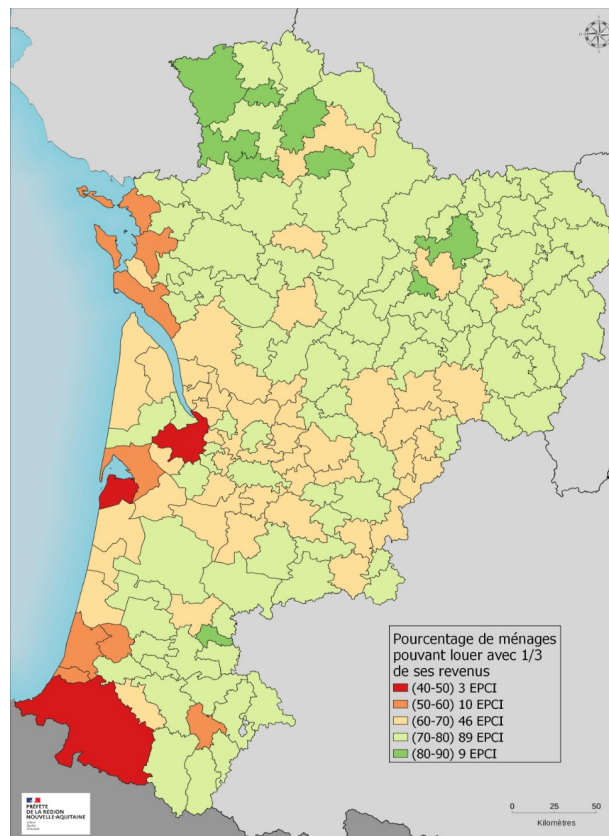 Pourcentage de ménages
pouvant louer avec 1/3
de ses revenus
(40-50) 3 EPCI
(50-60) 10 EPCI
(60-70) 46 EPCI
(70-80) 89 EPCI
(80-90) 9 EPCI
PRÉFÈTE
DE LA RÉGION
NOUVELLE-AQUITAINE
0 25 50
Kilomètres